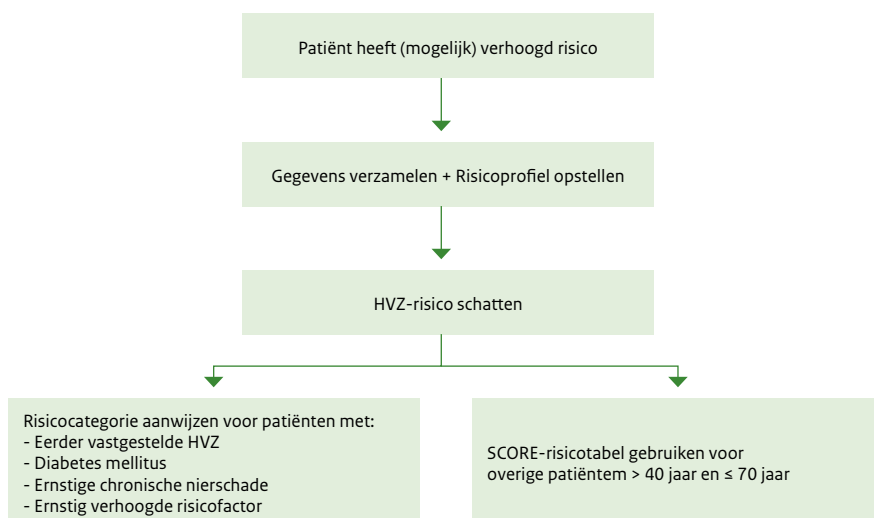 Patiënt heeft (mogelijk) verhoogd risico
Gegevens verzamelen + Risicoprofiel opstellen
HVZ-risico schatten
Risicocategorie aanwijzen voor patiënten met:
- Eerder vastgestelde HVZ
- Diabetes mellitus
- Ernstige chronische nierschade
- Ernstig verhoogde risicofactor
SCORE-risicotabel gebruiken voor
overige patiëntem > 40 jaar en ≤ 70 jaar